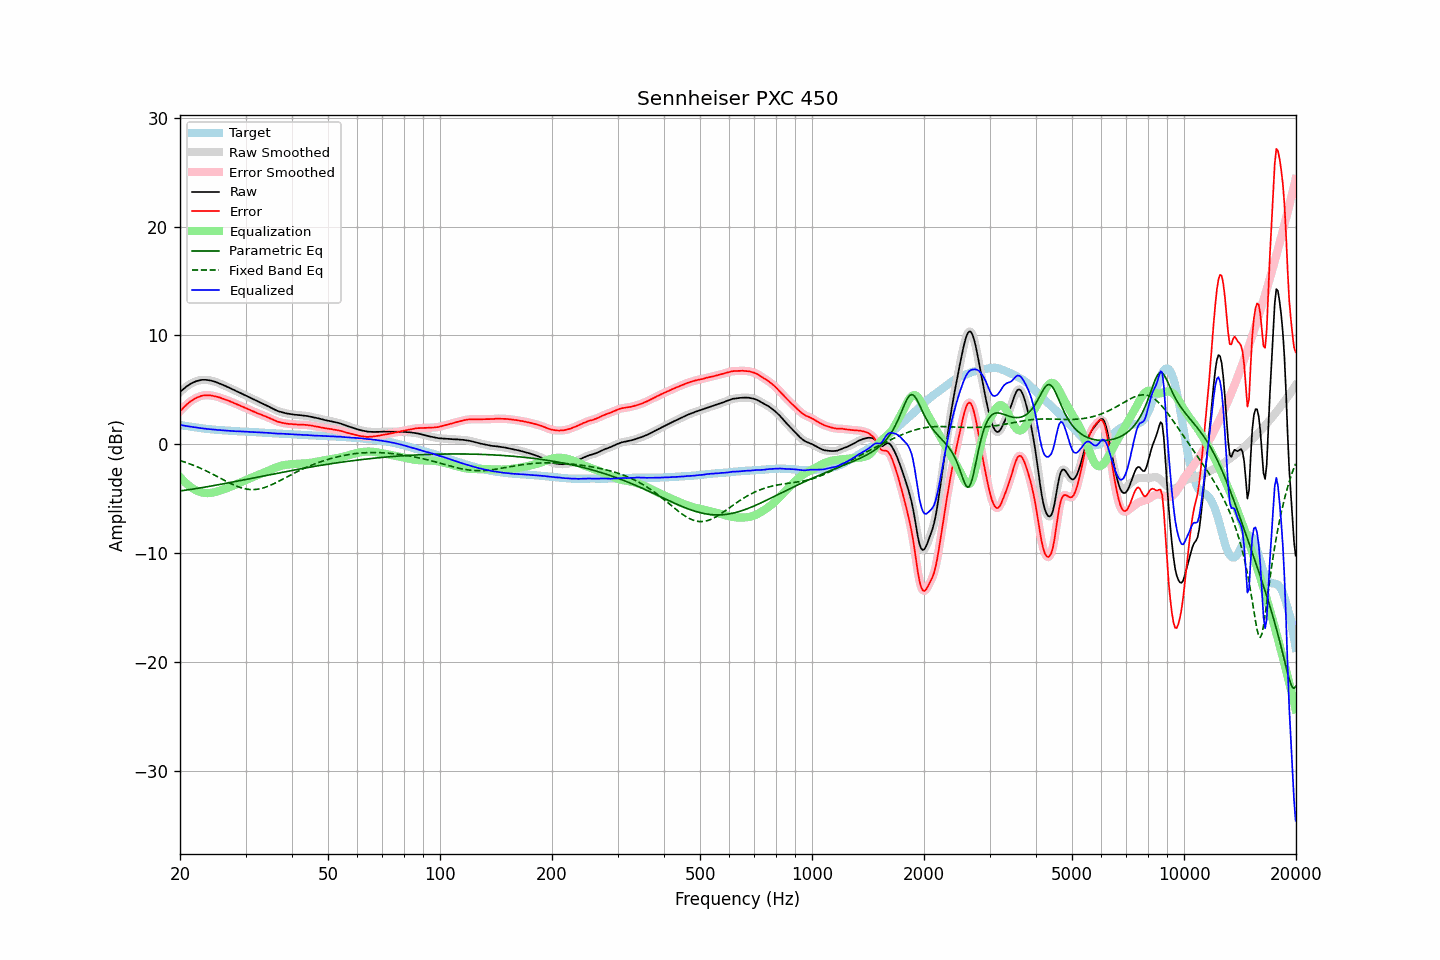 Sennheiser PXC 450
30
20
10
0
−10
−20
−30
Amplitude (dBr)
Target
Raw Smoothed
Error Smoothed
Raw
Error
Equalization
Parametric Eq
Fixed Band Eq
Equalized
20 50 100 200 500 1000 2000 5000 10000 20000
Frequency (Hz)